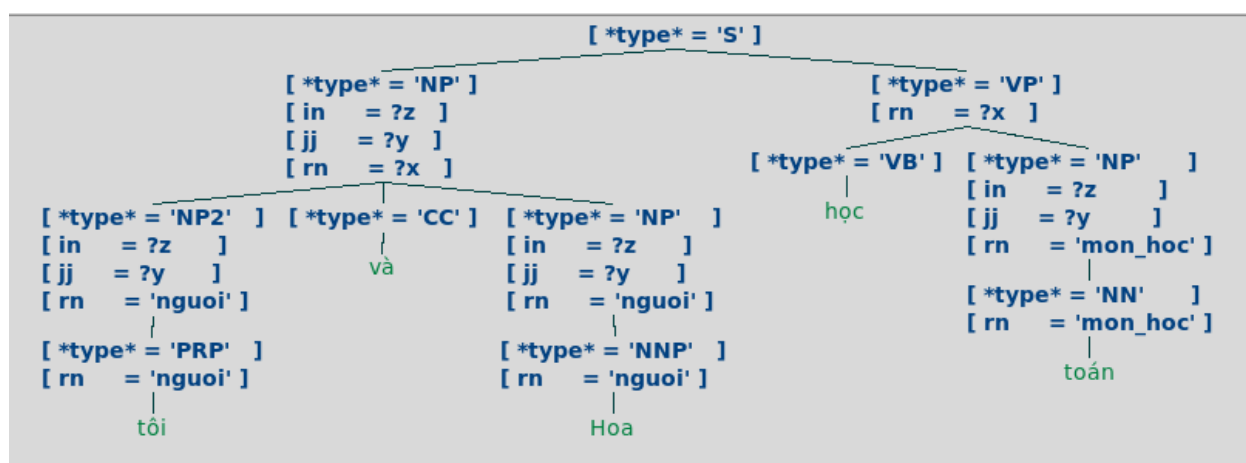 [ *type* = 'S' ]
[ *type* = 'NP' ]
[ in = ?z ]
[ jj = ?y ]
[ rn = ?x ]
[ *type* = 'VP' ]
[ rn = ?x ]
[ *type* = 'NP2' ]
[ in = ?z ]
[ jj = ?y ]
[ rn = 'nguoi' ]
[ *type* = 'CC' ]
và
[ *type* = 'NP' ]
[ in = ?z ]
[ jj = ?y ]
[ rn = 'nguoi' ]
[ *type* = 'VB' ]
học
[ *type* = 'NP' ]
[ in = ?z ]
[ jj = ?y ]
[ rn = 'mon_hoc' ]
[ *type* = 'PRP' ]
[ rn = 'nguoi' ]
tôi
[ *type* = 'NNP' ]
[ rn = 'nguoi' ]
Hoa
[ *type* = 'NN' ]
[ rn = 'mon_hoc' ]
toán